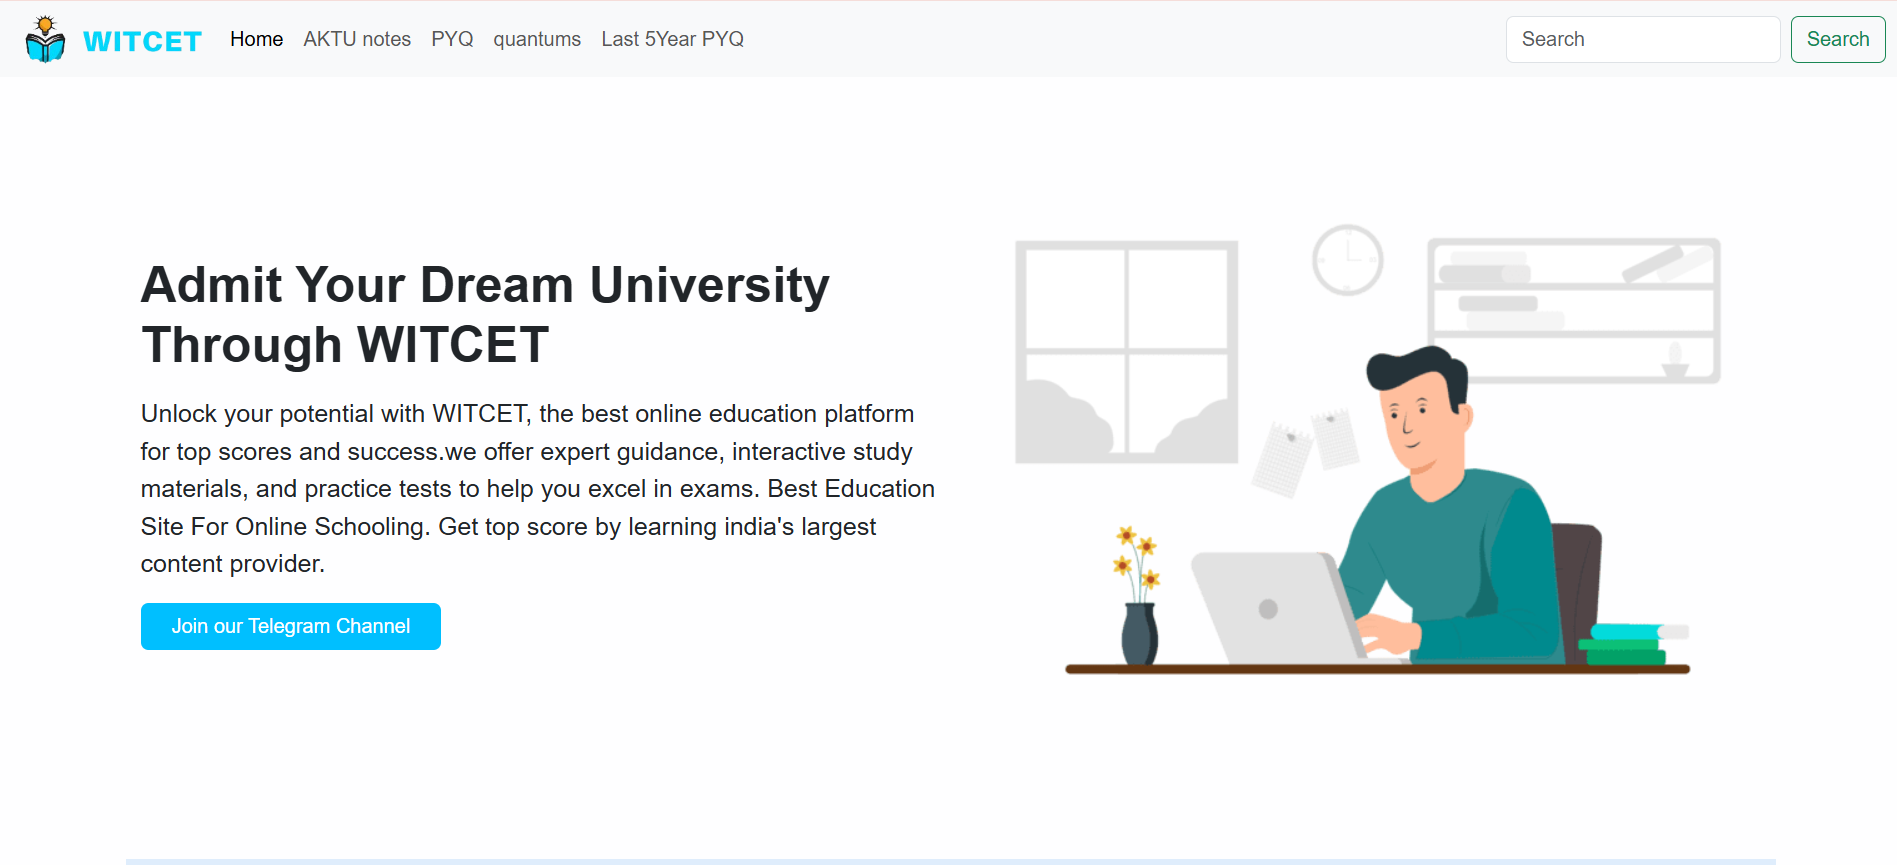 WITCET
Home AKTU notes PYQ quantums Last 5Year PYQ
Search Search
Admit Your Dream University
Through WITCET
Unlock your potential with WITCET, the best online education platform
for top scores and success.we offer expert guidance, interactive study
materials, and practice tests to help you excel in exams. Best Education
Site For Online Schooling. Get top score by learning india's largest
content provider.
Join our Telegram Channel